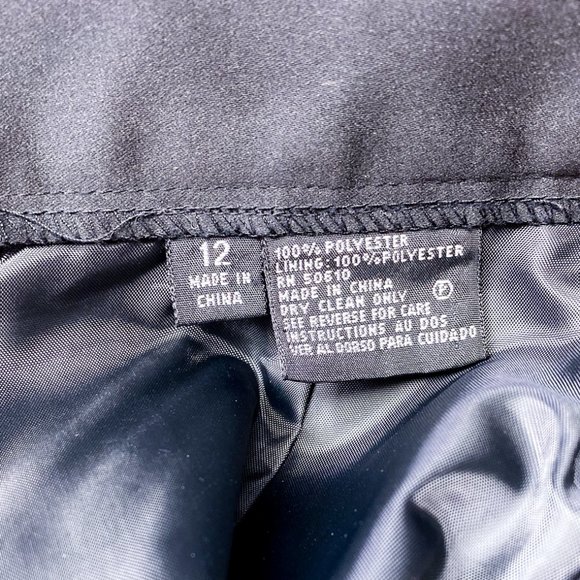 12
MADE IN
CHINA
100% POLYESTER
LINING: 100% POLYESTER
RN 50610
MADE IN CHINA
DRY CLEAN ONLY Ⓟ
SEE REVERSE FOR CARE
INSTRUCTIONS AU DOS
VER AL DORSO PARA CUIDADO